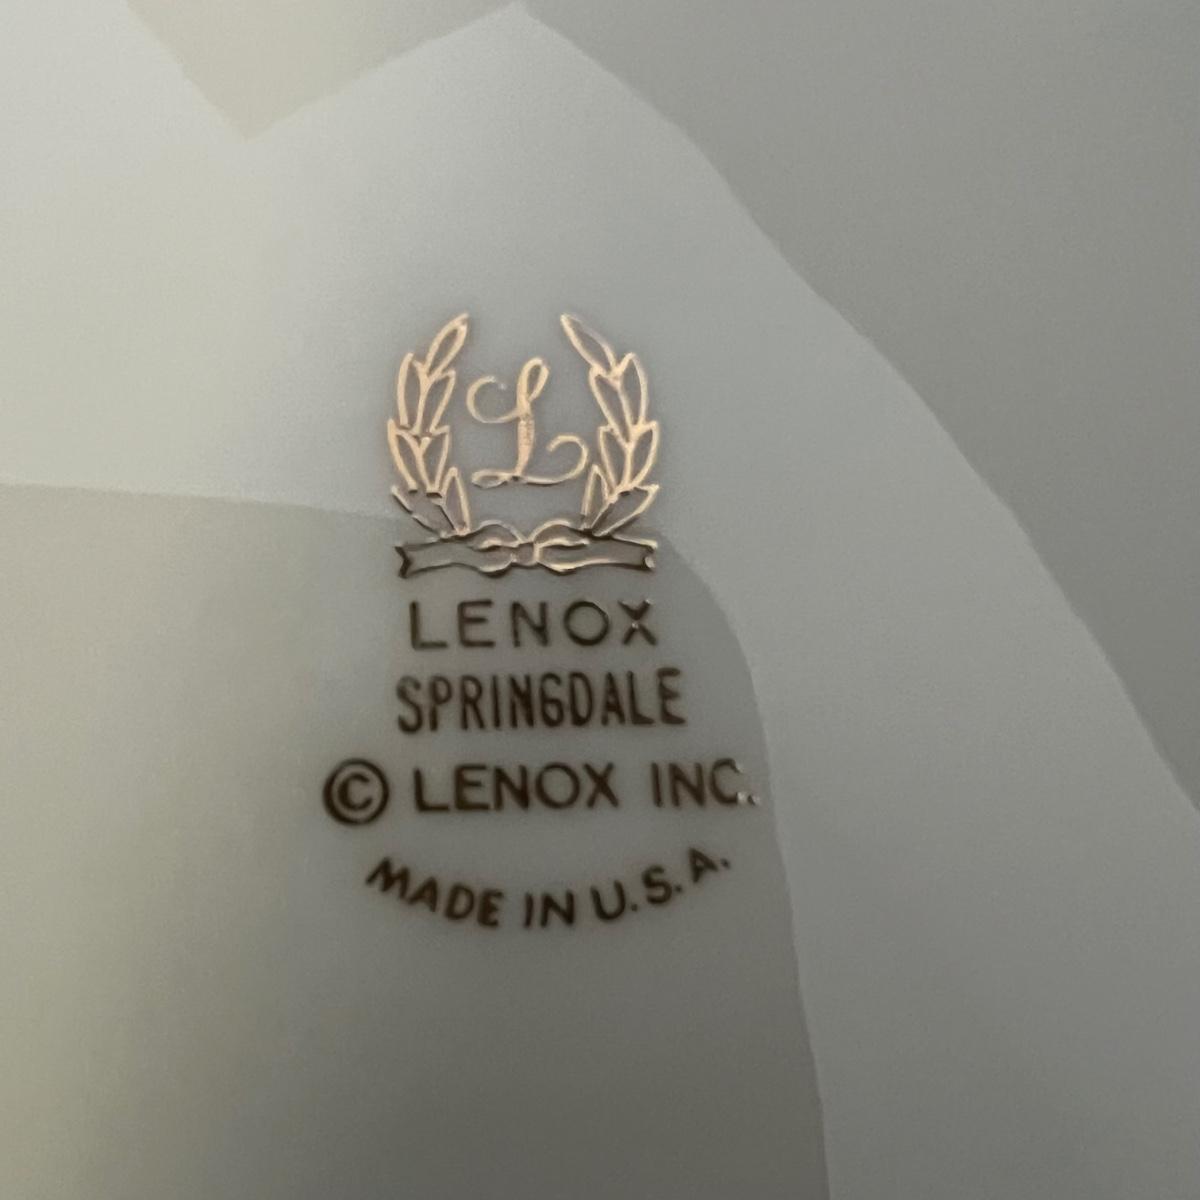 L
LENOX
SPRINGDALE
© LENOX INC.
MADE IN U.S.A.